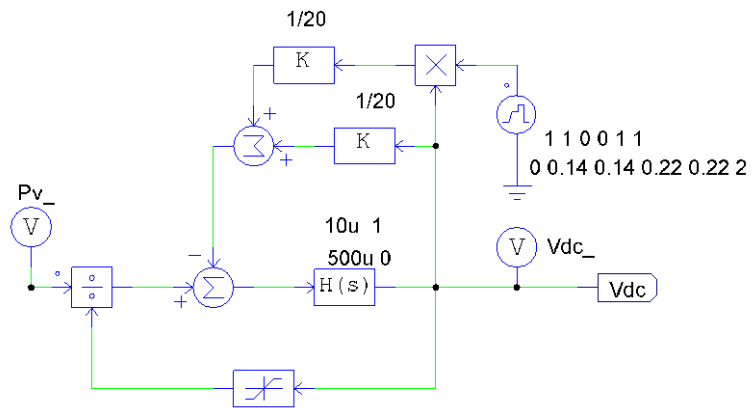 1/20
K
1/20
K
1 1 0 0 1 1
0 0.14 0.14 0.22 0.22 2
+
Σ
+
Pv_
V
10u 1
500u 0
V
Vdc_
-
÷
+
Σ
H(s)
Vdc